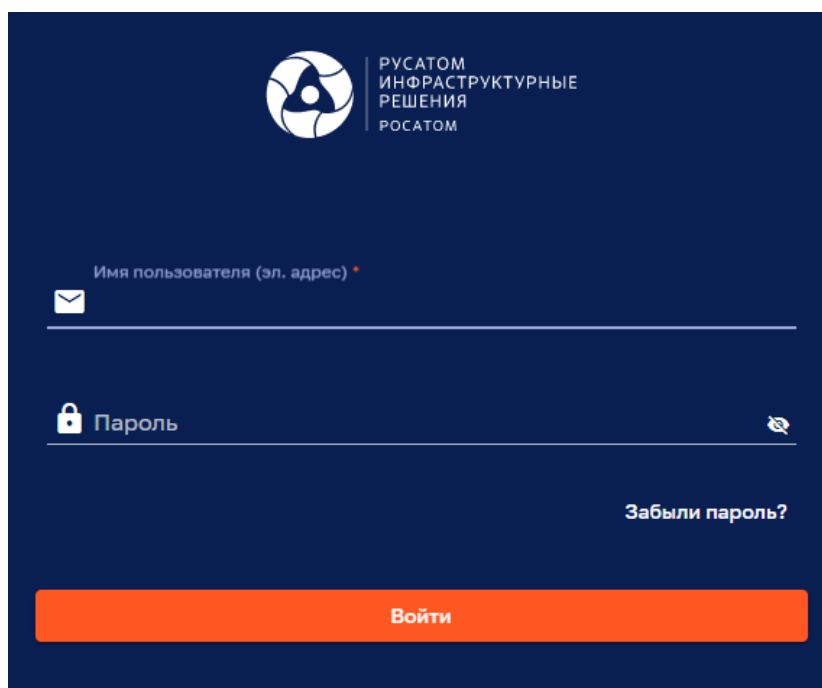 РУСАТОМ
ИНФРАСТРУКТУРНЫЕ
РЕШЕНИЯ
РОСАТОМ
Имя пользователя (эл. адрес) *
Пароль
Забыли пароль?
Войти